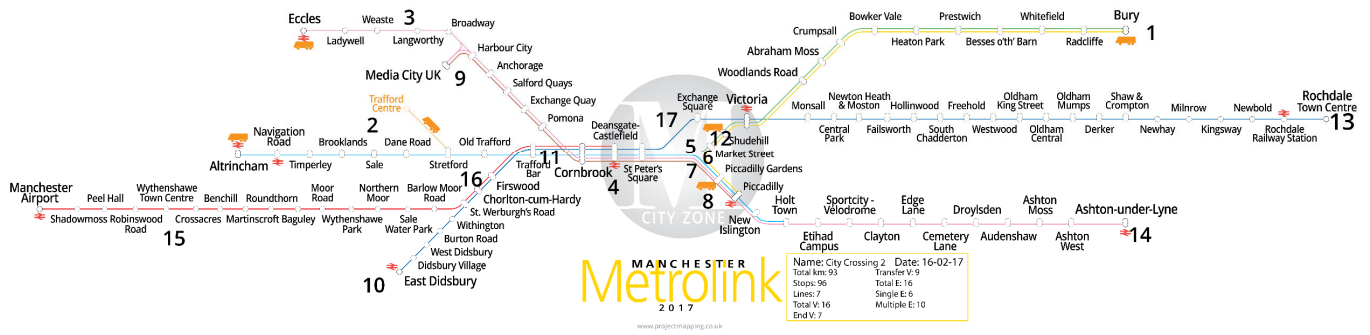 Eccles
Weaste
3
Broadway
Ladywell
Langworthy
Harbour City
Media City UK
9
Anchorage
Salford Quays
Exchange Quay
Pomona
Trafford
Centre
2
Navigation
Road
Brooklands
Dane Road
Old Trafford
Altrincham
Timperley
Sale
Stretford
Trafford
Bar
11
Cornbrook
Deansgate-
Castlefield
4
St Peter's
Square
17
Exchange
Square
Victoria
12
5
6
Shudehill
Market Street
Piccadilly Gardens
7
Piccadilly
8
New
Islington
M
CITY ZONE
Bowker Vale
Prestwich
Whitefield
Bury
1
Crumpsall
Heaton Park
Besses o'th' Barn
Radcliffe
Abraham Moss
Woodlands Road
Monsall
Newton Heath
& Moston
Hollinwood
Freehold
Oldham
King Street
Oldham
Mumps
Shaw &
Crompton
Milnrow
Newbold
Rochdale
Town Centre
13
Central
Park
Failsworth
South
Chadderton
Westwood
Oldham
Central
Derker
Newhay
Kingsway
Rochdale
Railway Station
Holt
Town
Sportcity -
Velodrome
Edge
Lane
Droylsden
Ashton
Moss
Ashton-under-Lyne
14
Etihad
Campus
Clayton
Cemetery
Lane
Audenshaw
Ashton
West
Manchester
Airport
Peel Hall
Wythenshawe
Town Centre
Benchill
Roundthorn
Moor
Road
Northern
Moor
Barlow Moor
Road
16
Shadowmoss
Robinswood
Road
15
Crossacres
Martinscroft
Baguley
Wythenshawe
Park
Sale
Water Park
Firswood
Chorlton-cum-Hardy
St. Werburgh's Road
Withington
Burton Road
West Didsbury
Didsbury Village
10
East Didsbury
MANCHESTER
Metrolink
2017
Name: City Crossing 2 Date: 16-02-17
Total km: 93 Transfer V: 9
Stops: 96 Total E: 16
Lines: 7 Single E: 6
Total V: 16 Multiple E: 10
End V: 7
www.projectmapping.co.uk